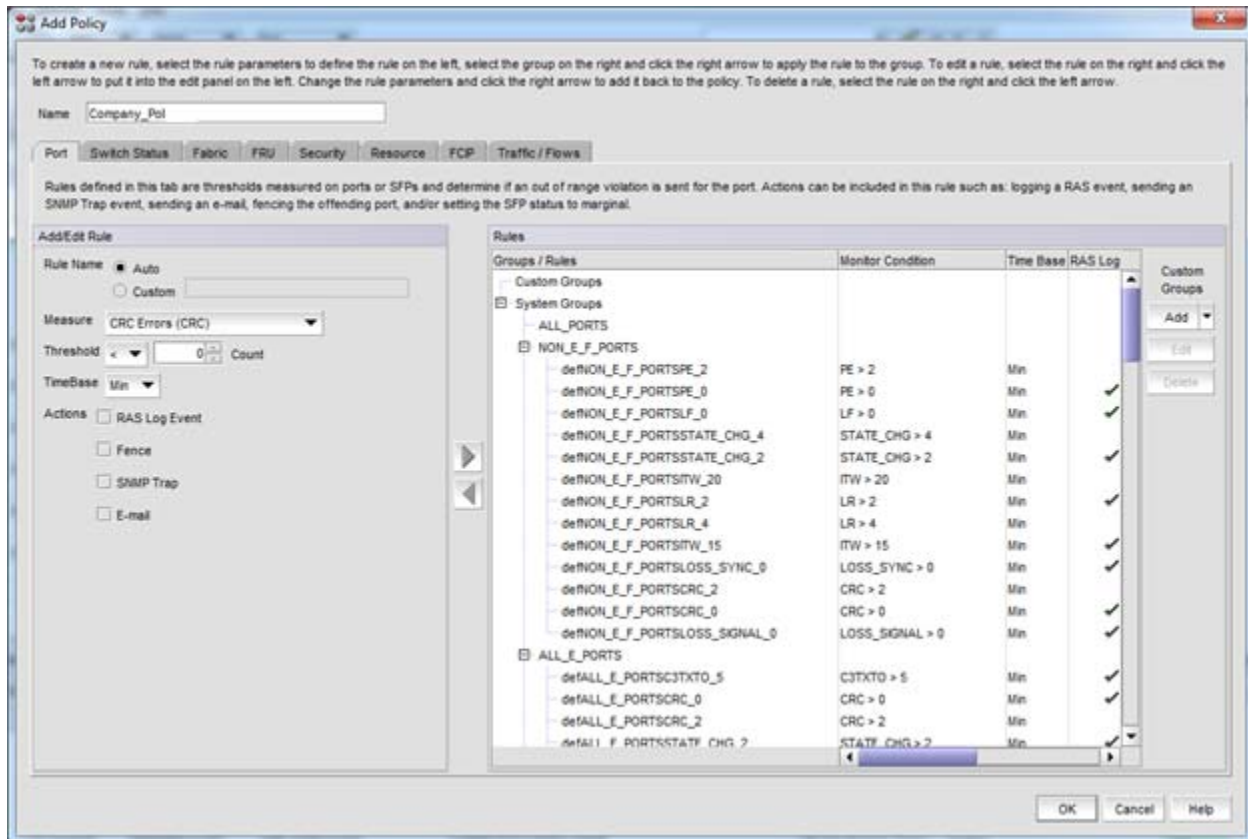 Add Policy
To create a new rule, select the rule parameters to define the rule on the left, select the group on the right and click the right arrow to apply the rule to the group. To edit a rule, select the rule on the right and click the
left arrow to put it into the edit panel on the left. Change the rule parameters and click the right arrow to add it back to the policy. To delete a rule, select the rule on the right and click the left arrow.
Name Company_Pol
Port Switch Status Fabric FRU Security Resource FCIP Traffic / Flows
Rules defined in this tab are thresholds measured on ports or SFPs and determine if an out of range violation is sent for the port. Actions can be included in this rule such as: logging a RAS event, sending an
SNMP Trap event, sending an e-mail, fencing the offending port, and/or setting the SFP status to marginal.
Add/Edit Rule
Rule Name Auto
Custom
Measure CRC Errors (CRC)
Threshold < 0 Count
TimeBase Min
Actions RAS Log Event
Fence
SNMP Trap
E-mail
Rules
Groups / Rules Monitor Condition Time Base RAS Log
Custom Groups
System Groups
ALL_PORTS
NON_E_F_PORTS
defNON_E_F_PORTSPE_2 PE > 2 Min
defNON_E_F_PORTSPE_0 PE > 0 Min
defNON_E_F_PORTSLF_0 LF > 0 Min
defNON_E_F_PORTSSTATE_CHG_4 STATE_CHG > 4 Min
defNON_E_F_PORTSSTATE_CHG_2 STATE_CHG > 2 Min
defNON_E_F_PORTSITW_20 ITW > 20 Min
defNON_E_F_PORTSLR_2 LR > 2 Min
defNON_E_F_PORTSLR_4 LR > 4 Min
defNON_E_F_PORTSITW_15 ITW > 15 Min
defNON_E_F_PORTSLOSS_SYNC_0 LOSS_SYNC > 0 Min
defNON_E_F_PORTSCRC_2 CRC > 2 Min
defNON_E_F_PORTSCRC_0 CRC > 0 Min
defNON_E_F_PORTSLOSS_SIGNAL_0 LOSS_SIGNAL > 0 Min
ALL_E_PORTS
defALL_E_PORTSC3TXTO_5 C3TXTO > 5 Min
defALL_E_PORTSCRC_0 CRC > 0 Min
defALL_E_PORTSCRC_2 CRC > 2 Min
defALL_E_PORTSSTATE_CHG_2 STATE_CHG > 2 Min
Custom
Groups
Add
Edit
Delete
OK Cancel Help